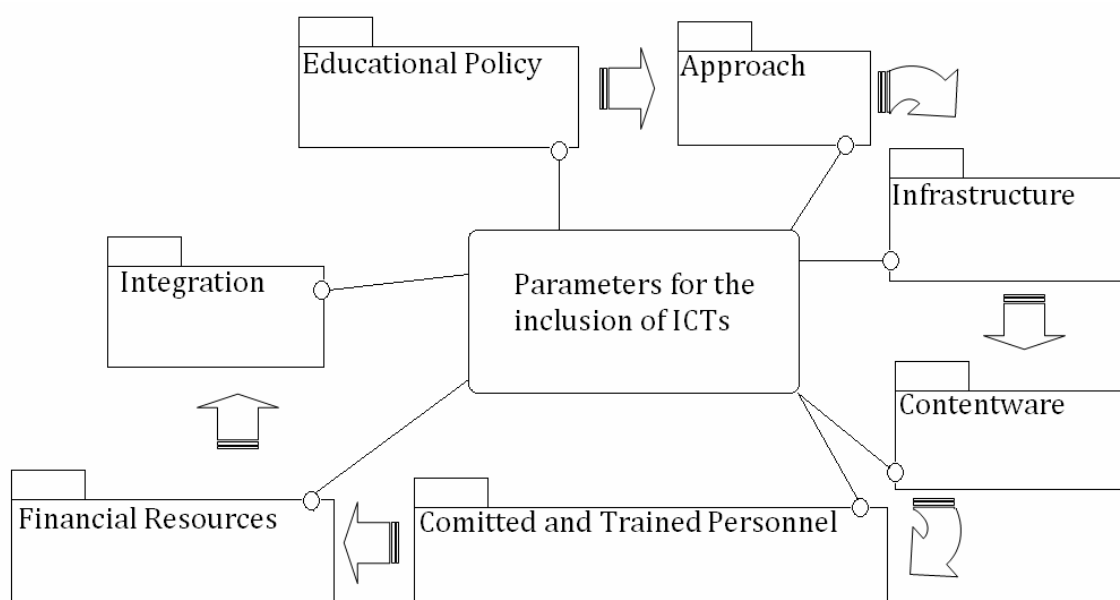 Educational Policy
Approach
Infrastructure
Integration
Parameters for the
inclusion of ICTs
Contentware
Financial Resources
Comitted and Trained Personnel